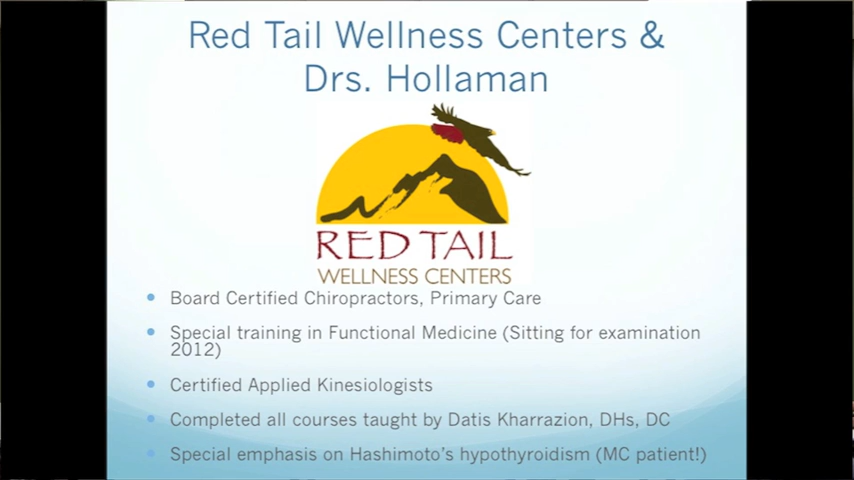 Red Tail Wellness Centers &
Drs. Hollaman
RED TAIL
WELLNESS CENTERS
Board Certified Chiropractors, Primary Care
Special training in Functional Medicine (Sitting for examination
2012)
Certified Applied Kinesiologists
Completed all courses taught by Datis Kharrazion, DHs, DC
Special emphasis on Hashimoto's hypothyroidism (MC patient!)